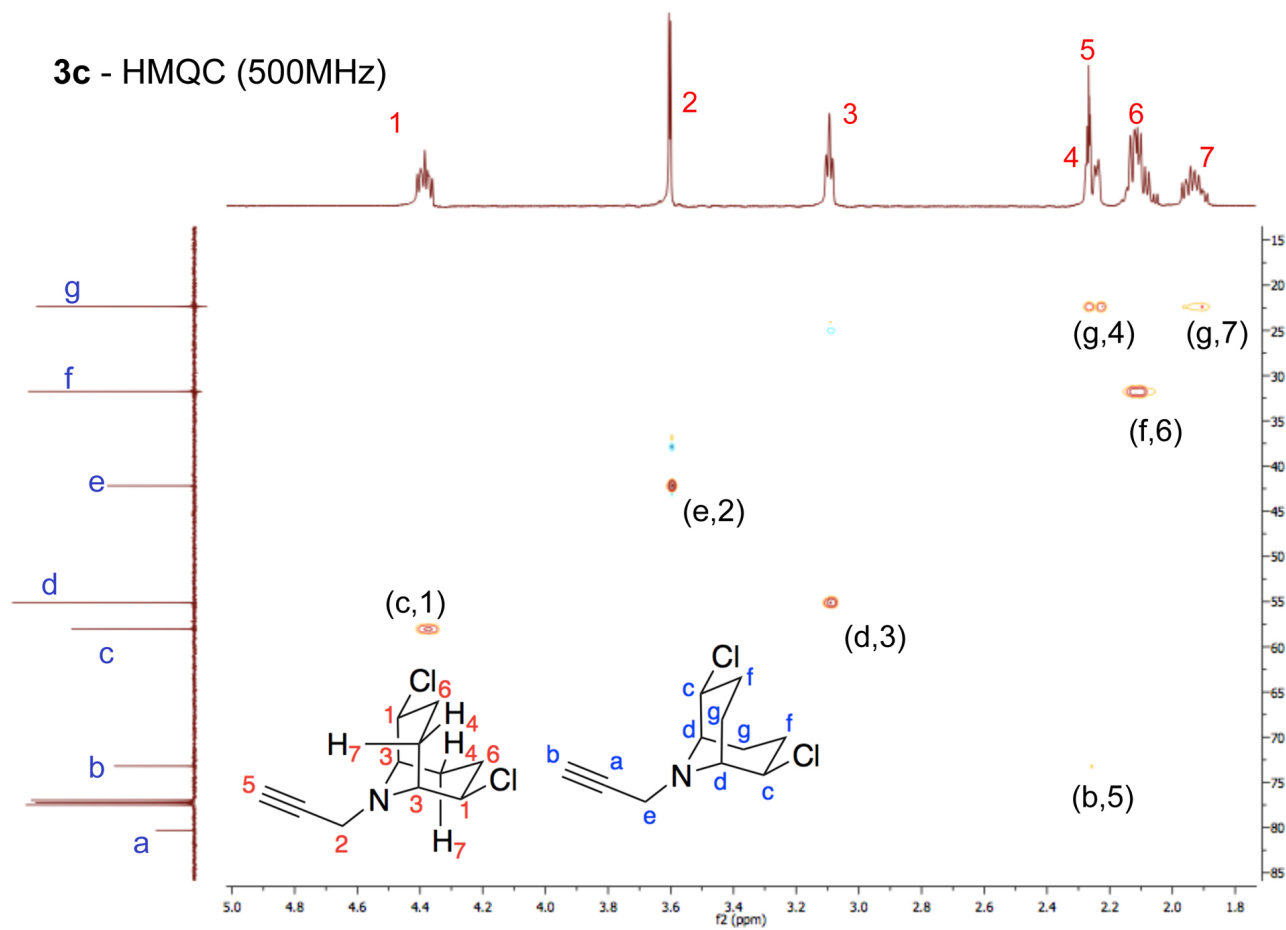 3c - HMQC (500MHz)
1
2
3
4
5
6
7
g
f
e
d
c
b
a
(g,4)
(g,7)
(f,6)
(e,2)
(c,1)
(d,3)
(b,5)
Cl
6
1
H
4
H
7
H
3
4
6
Cl
5
N
3
1
2
H
7
Cl
c
f
g
d
g
f
b
a
Cl
N
d
c
e
15
20
25
30
35
40
45
50
55
60
65
70
75
80
85
5.0 4.8 4.6 4.4 4.2 4.0 3.8 3.6 3.4 3.2 3.0 2.8 2.6 2.4 2.2 2.0 1.8
f2 (ppm)